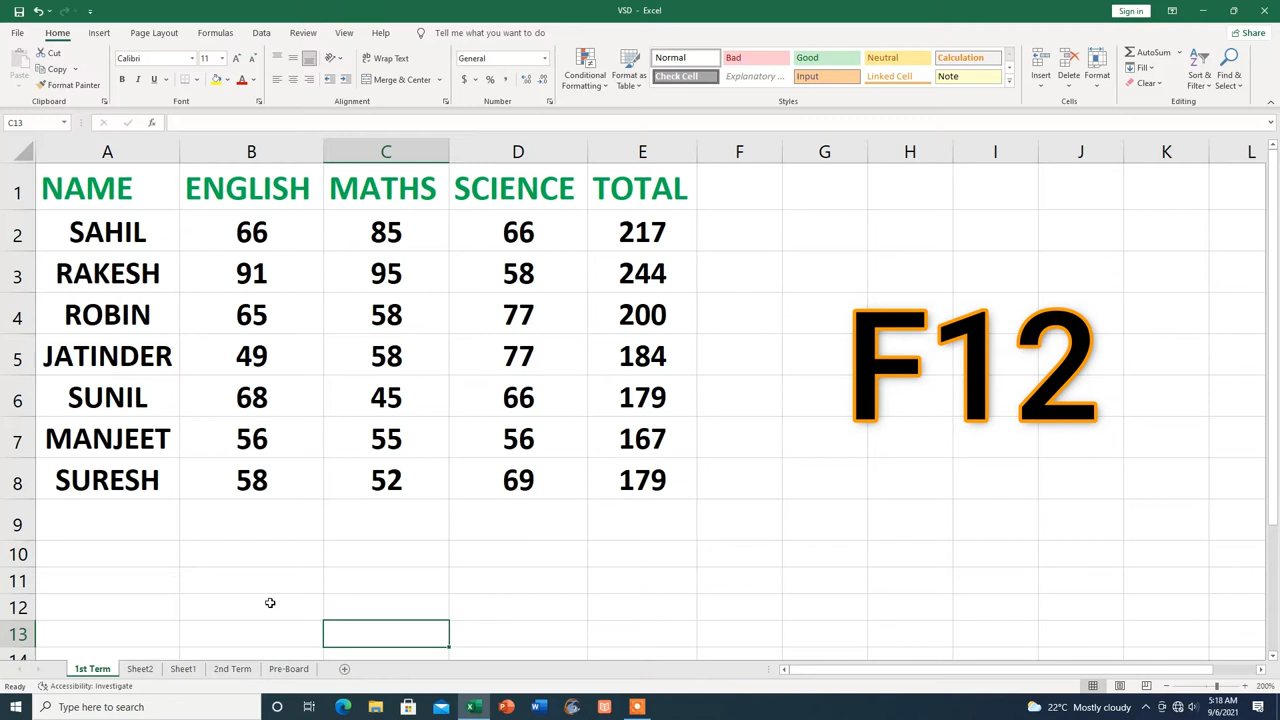 VSD - Excel
Sign in
File Home Insert Page Layout Formulas Data Review View Help Tell me what you want to do Share
Paste Cut Copy Format Painter Clipboard
Calibri 11 A A B I U A Font
Wrap Text Merge & Center Alignment
General $ % , Number
Conditional Formatting Format as Table
Normal Bad Good Neutral Calculation
Check Cell Explanatory ... Input Linked Cell Note
Styles
Insert Delete Format Cells
AutoSum Fill Clear Sort & Filter Find & Select Editing
C13 fx
A B C D E F G H I J K L
1 NAME ENGLISH MATHS SCIENCE TOTAL
2 SAHIL 66 85 66 217
3 RAKESH 91 95 58 244
4 ROBIN 65 58 77 200
5 JATINDER 49 58 77 184
6 SUNIL 68 45 66 179
7 MANJEET 56 55 56 167
8 SURESH 58 52 69 179
F12
9
10
11
12
13
14
1st Term Sheet2 Sheet1 2nd Term Pre-Board
Ready Accessibility: Investigate 200%
Type here to search 22°C Mostly cloudy 5:18 AM
9/6/2021